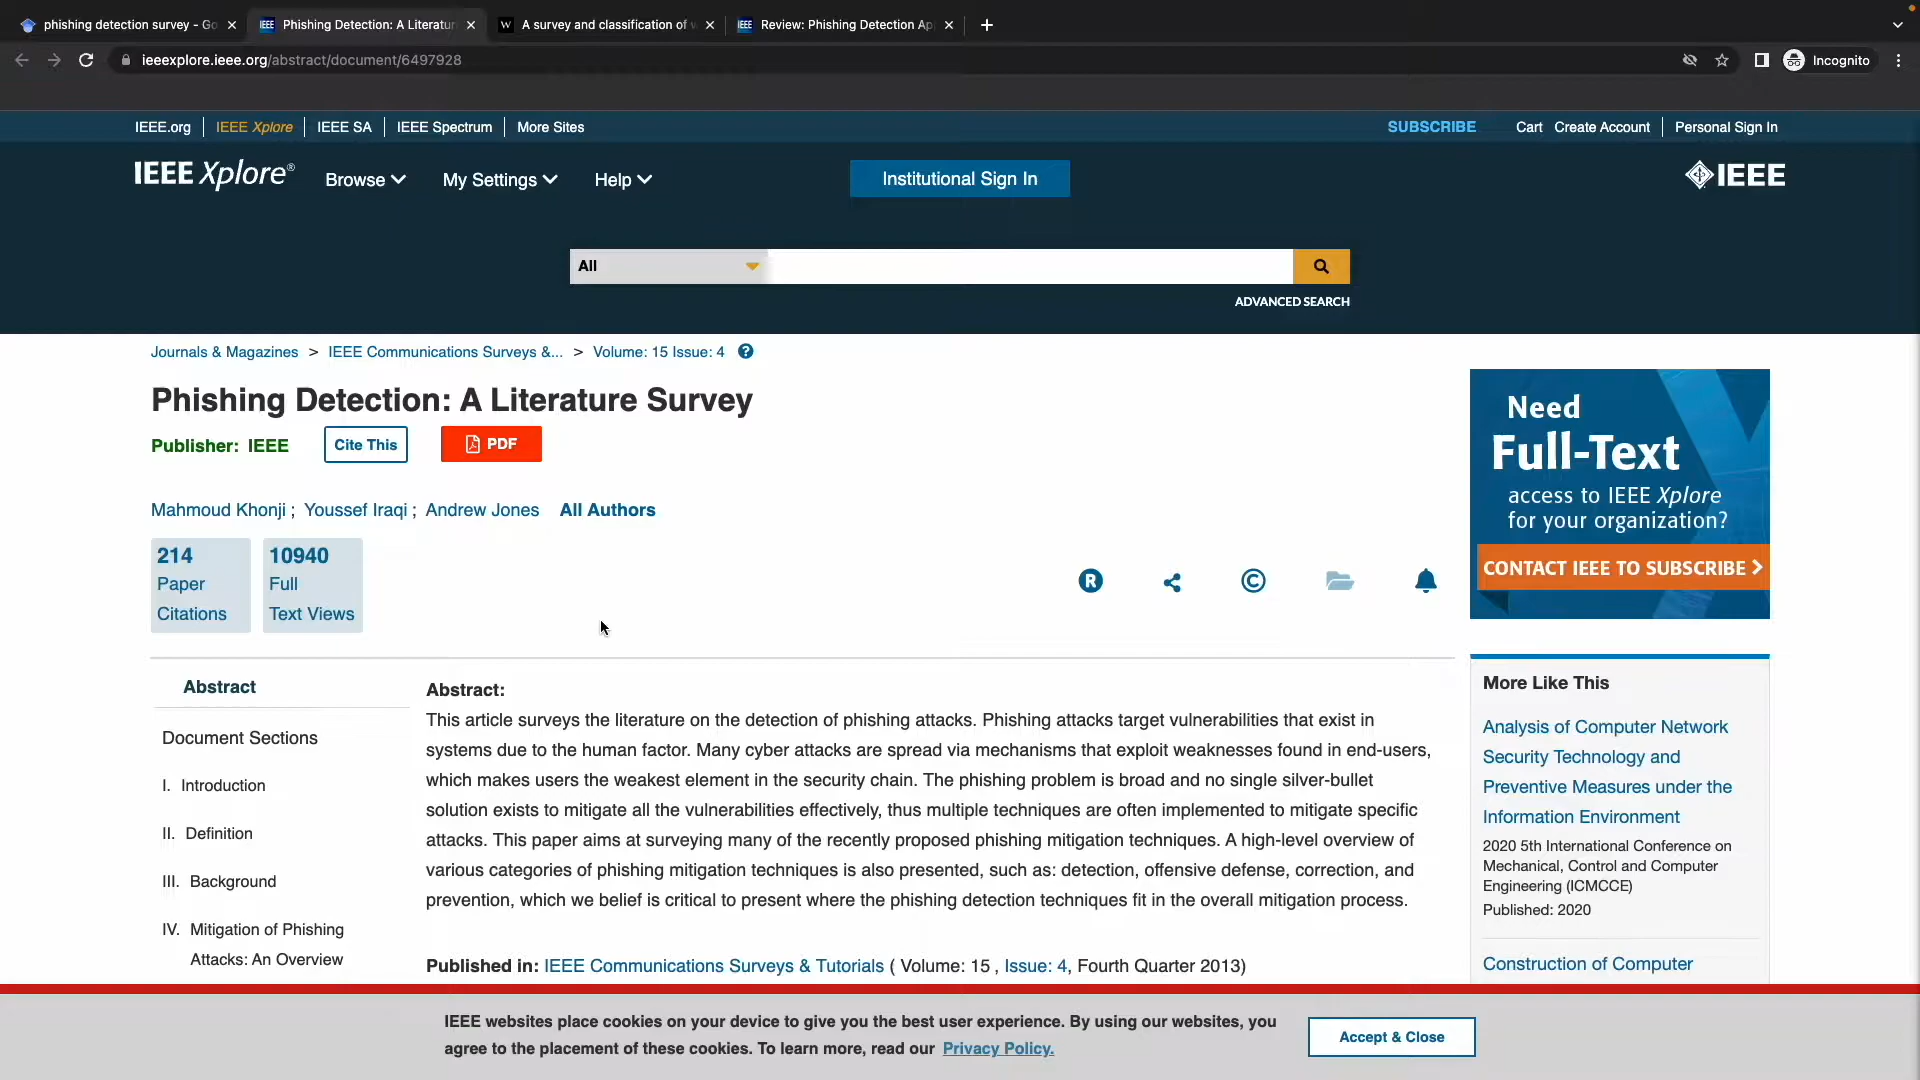 phishing detection survey - Go
Phishing Detection: A Literatur
A survey and classification of w
Review: Phishing Detection Ap
ieeexplore.ieee.org/abstract/document/6497928
Incognito
IEEE.org
IEEE Xplore
IEEE SA
IEEE Spectrum
More Sites
SUBSCRIBE
Cart
Create Account
Personal Sign In
IEEE Xplore®
Browse
My Settings
Help
Institutional Sign In
IEEE
All
ADVANCED SEARCH
Journals & Magazines > IEEE Communications Surveys &... > Volume: 15 Issue: 4
Phishing Detection: A Literature Survey
Publisher: IEEE
Cite This
PDF
Mahmoud Khonji ; Youssef Iraqi ; Andrew Jones All Authors
214
Paper
Citations
10940
Full
Text Views
R
©
Need
Full-Text
access to IEEE Xplore
for your organization?
CONTACT IEEE TO SUBSCRIBE >
Abstract
Document Sections
I. Introduction
II. Definition
III. Background
IV. Mitigation of Phishing
Attacks: An Overview
Abstract:
This article surveys the literature on the detection of phishing attacks. Phishing attacks target vulnerabilities that exist in
systems due to the human factor. Many cyber attacks are spread via mechanisms that exploit weaknesses found in end-users,
which makes users the weakest element in the security chain. The phishing problem is broad and no single silver-bullet
solution exists to mitigate all the vulnerabilities effectively, thus multiple techniques are often implemented to mitigate specific
attacks. This paper aims at surveying many of the recently proposed phishing mitigation techniques. A high-level overview of
various categories of phishing mitigation techniques is also presented, such as: detection, offensive defense, correction, and
prevention, which we belief is critical to present where the phishing detection techniques fit in the overall mitigation process.
Published in: IEEE Communications Surveys & Tutorials ( Volume: 15 , Issue: 4, Fourth Quarter 2013)
More Like This
Analysis of Computer Network
Security Technology and
Preventive Measures under the
Information Environment
2020 5th International Conference on
Mechanical, Control and Computer
Engineering (ICMCCE)
Published: 2020
Construction of Computer
IEEE websites place cookies on your device to give you the best user experience. By using our websites, you
agree to the placement of these cookies. To learn more, read our Privacy Policy.
Accept & Close